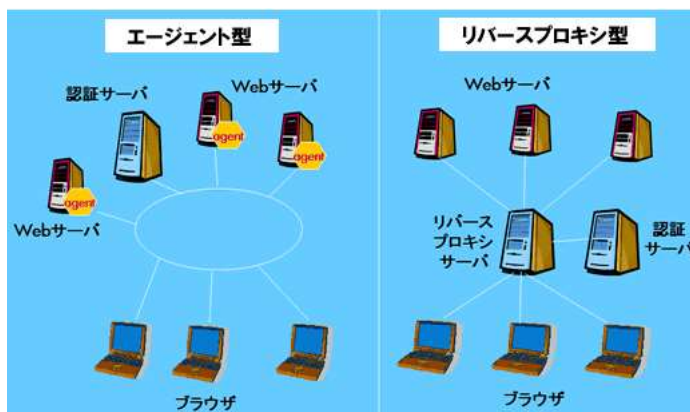 エージェント型
認証サーバ
Webサーバ
agent
agent
agent
Webサーバ
ブラウザ
リバースプロキシ型
Webサーバ
リバース
プロキシ
サーバ
認証
サーバ
ブラウザ